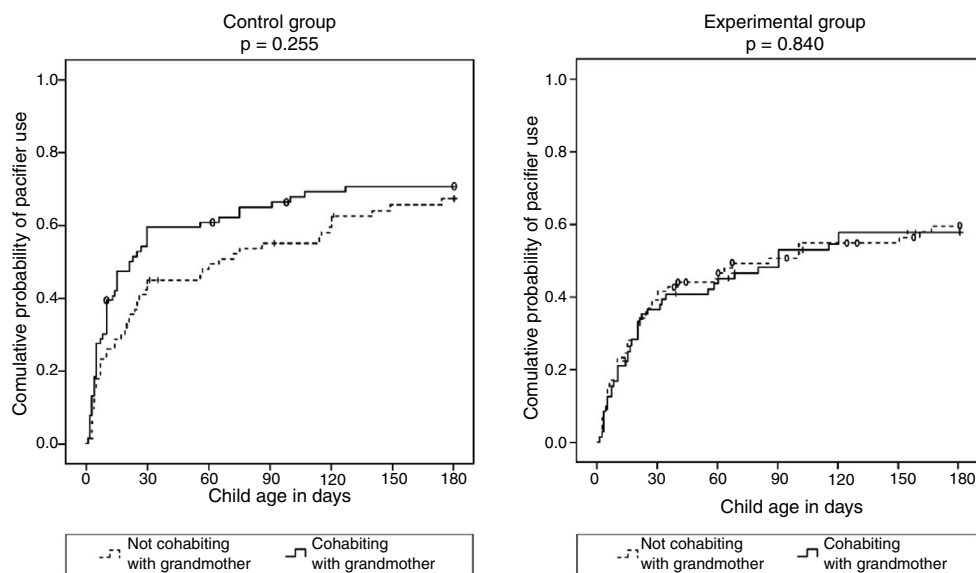 Control group
p = 0.255
Comulative probability of pacifier use
1.0
0.8
0.6
0.4
0.2
0.0
0 30 60 90 120 150 180
Child age in days
Not cohabiting
with grandmother
Cohabiting
with grandmother
Experimental group
p = 0.840
Comulative probability of pacifier use
1.0
0.8
0.6
0.4
0.2
0.0
0 30 60 90 120 150 180
Child age in days
Not cohabiting
with grandmother
Cohabiting
with grandmother